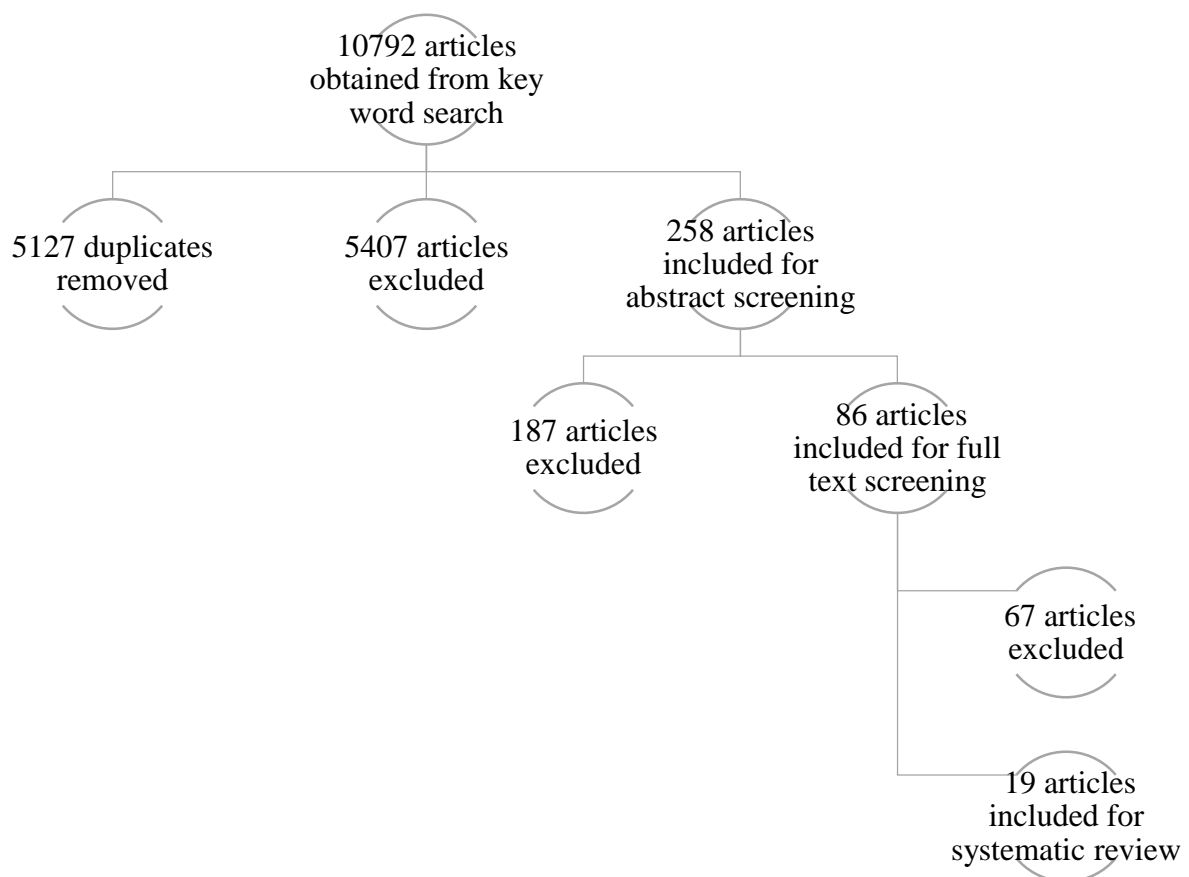 10792 articles
obtained from key
word search
5127 duplicates
removed
5407 articles
excluded
258 articles
included for
abstract screening
187 articles
excluded
86 articles
included for full
text screening
67 articles
excluded
19 articles
included for
systematic review